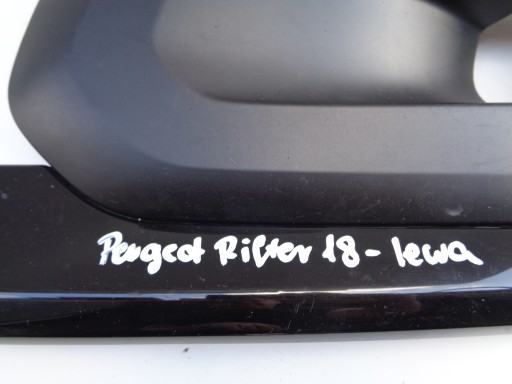 Peugeot Rifter 18 - lewa